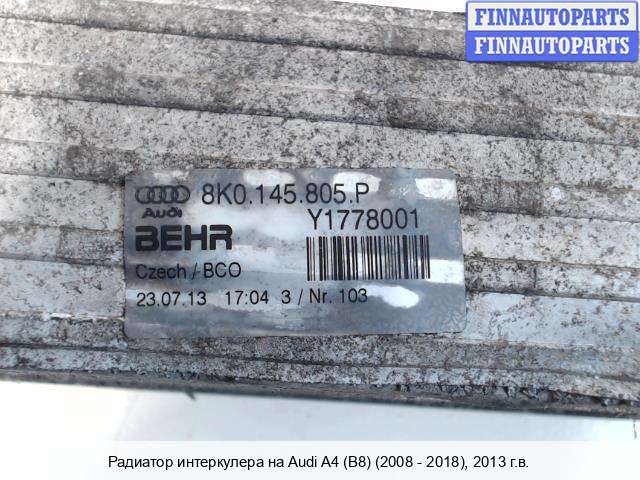 FINNAUTOPARTS
FINNAUTOPARTS
8K0.145.805.P
Audi
Y1778001
BEHR
Czech / BCO
23.07.13 17:04 3 / Nr. 103
Радиатор интеркулера на Audi A4 (B8) (2008 - 2018), 2013 г.в.